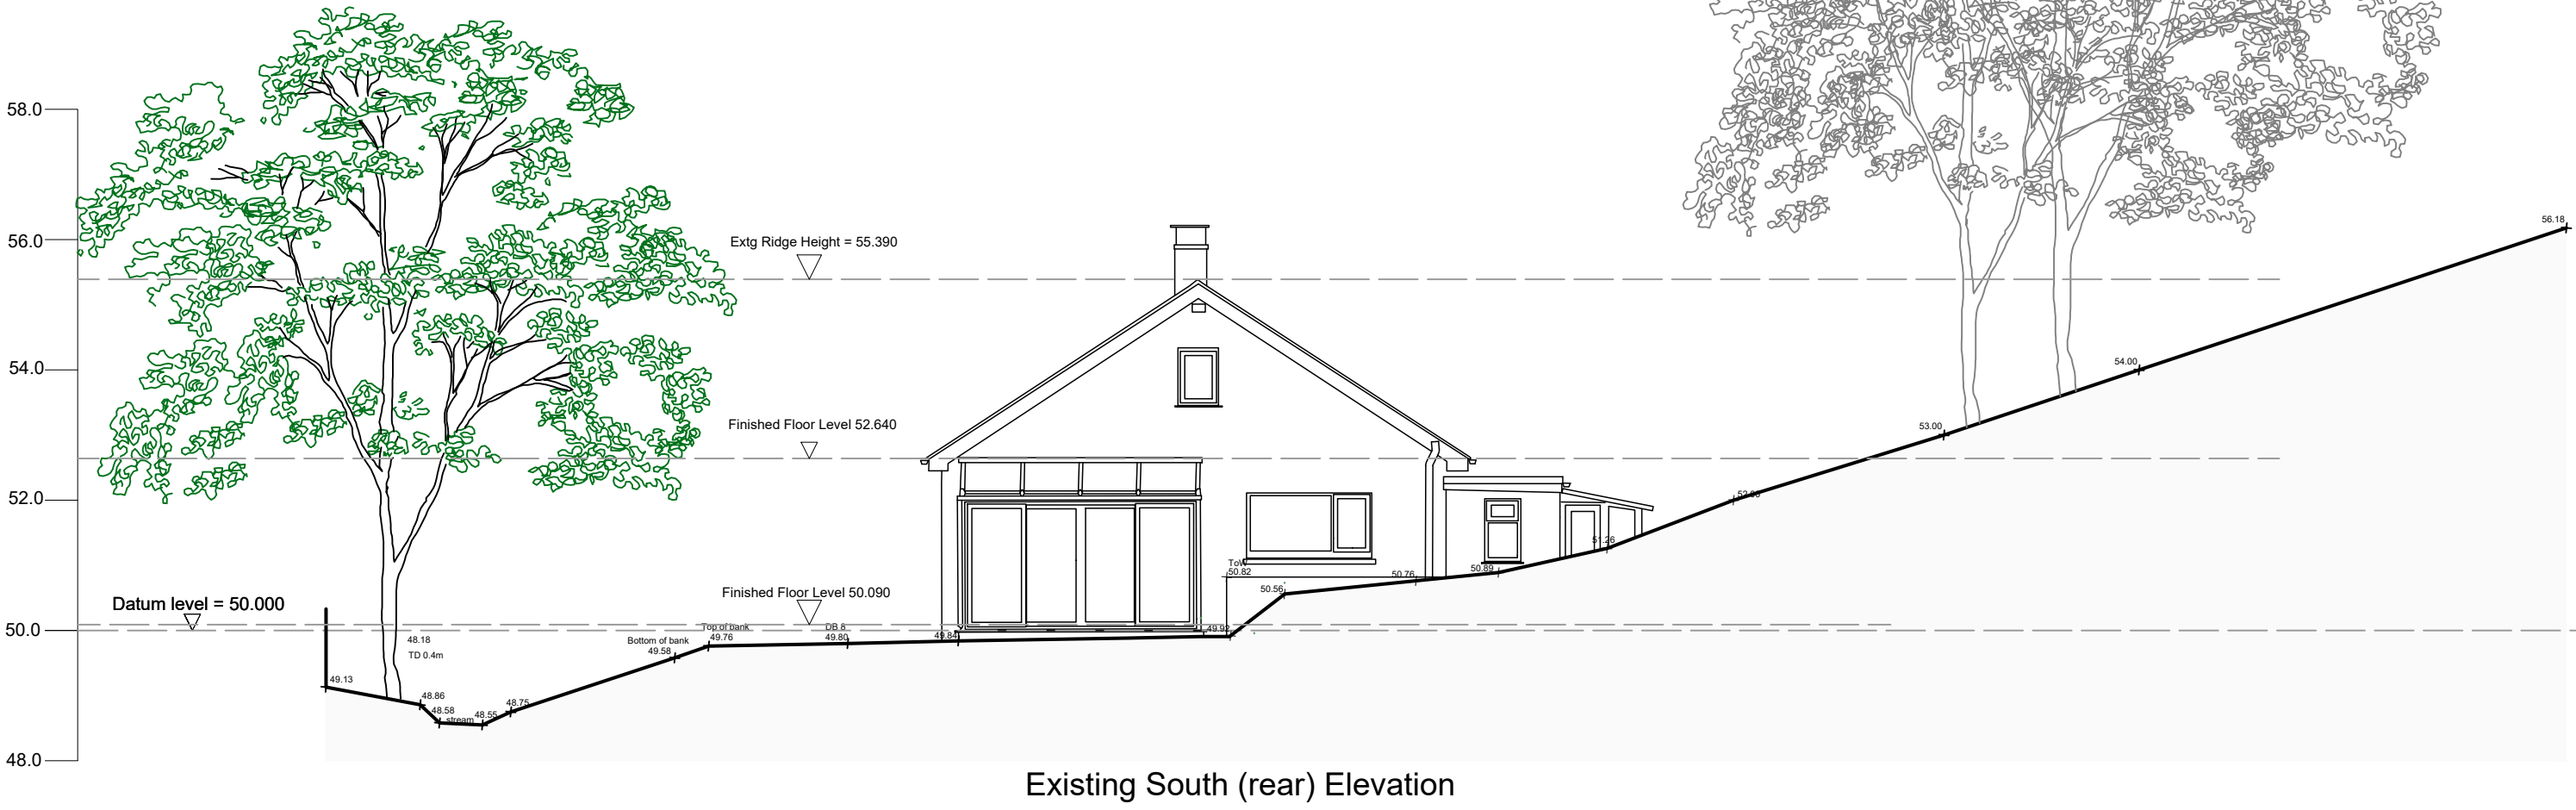 58.0
56.0
54.0
52.0
50.0
48.0
Extg Ridge Height = 55.390
Finished Floor Level 52.640
Finished Floor Level 50.090
Datum level = 50.000
48.18
TD 0.4m
49.13
48.86
48.58
stream
48.55
48.75
Bottom of bank
49.58
Top of bank
49.76
DB 8
49.80
49.84
49.92
ToW
50.82
50.56
50.76
50.89
51.26
52.00
53.00
54.00
56.18
Existing South (rear) Elevation